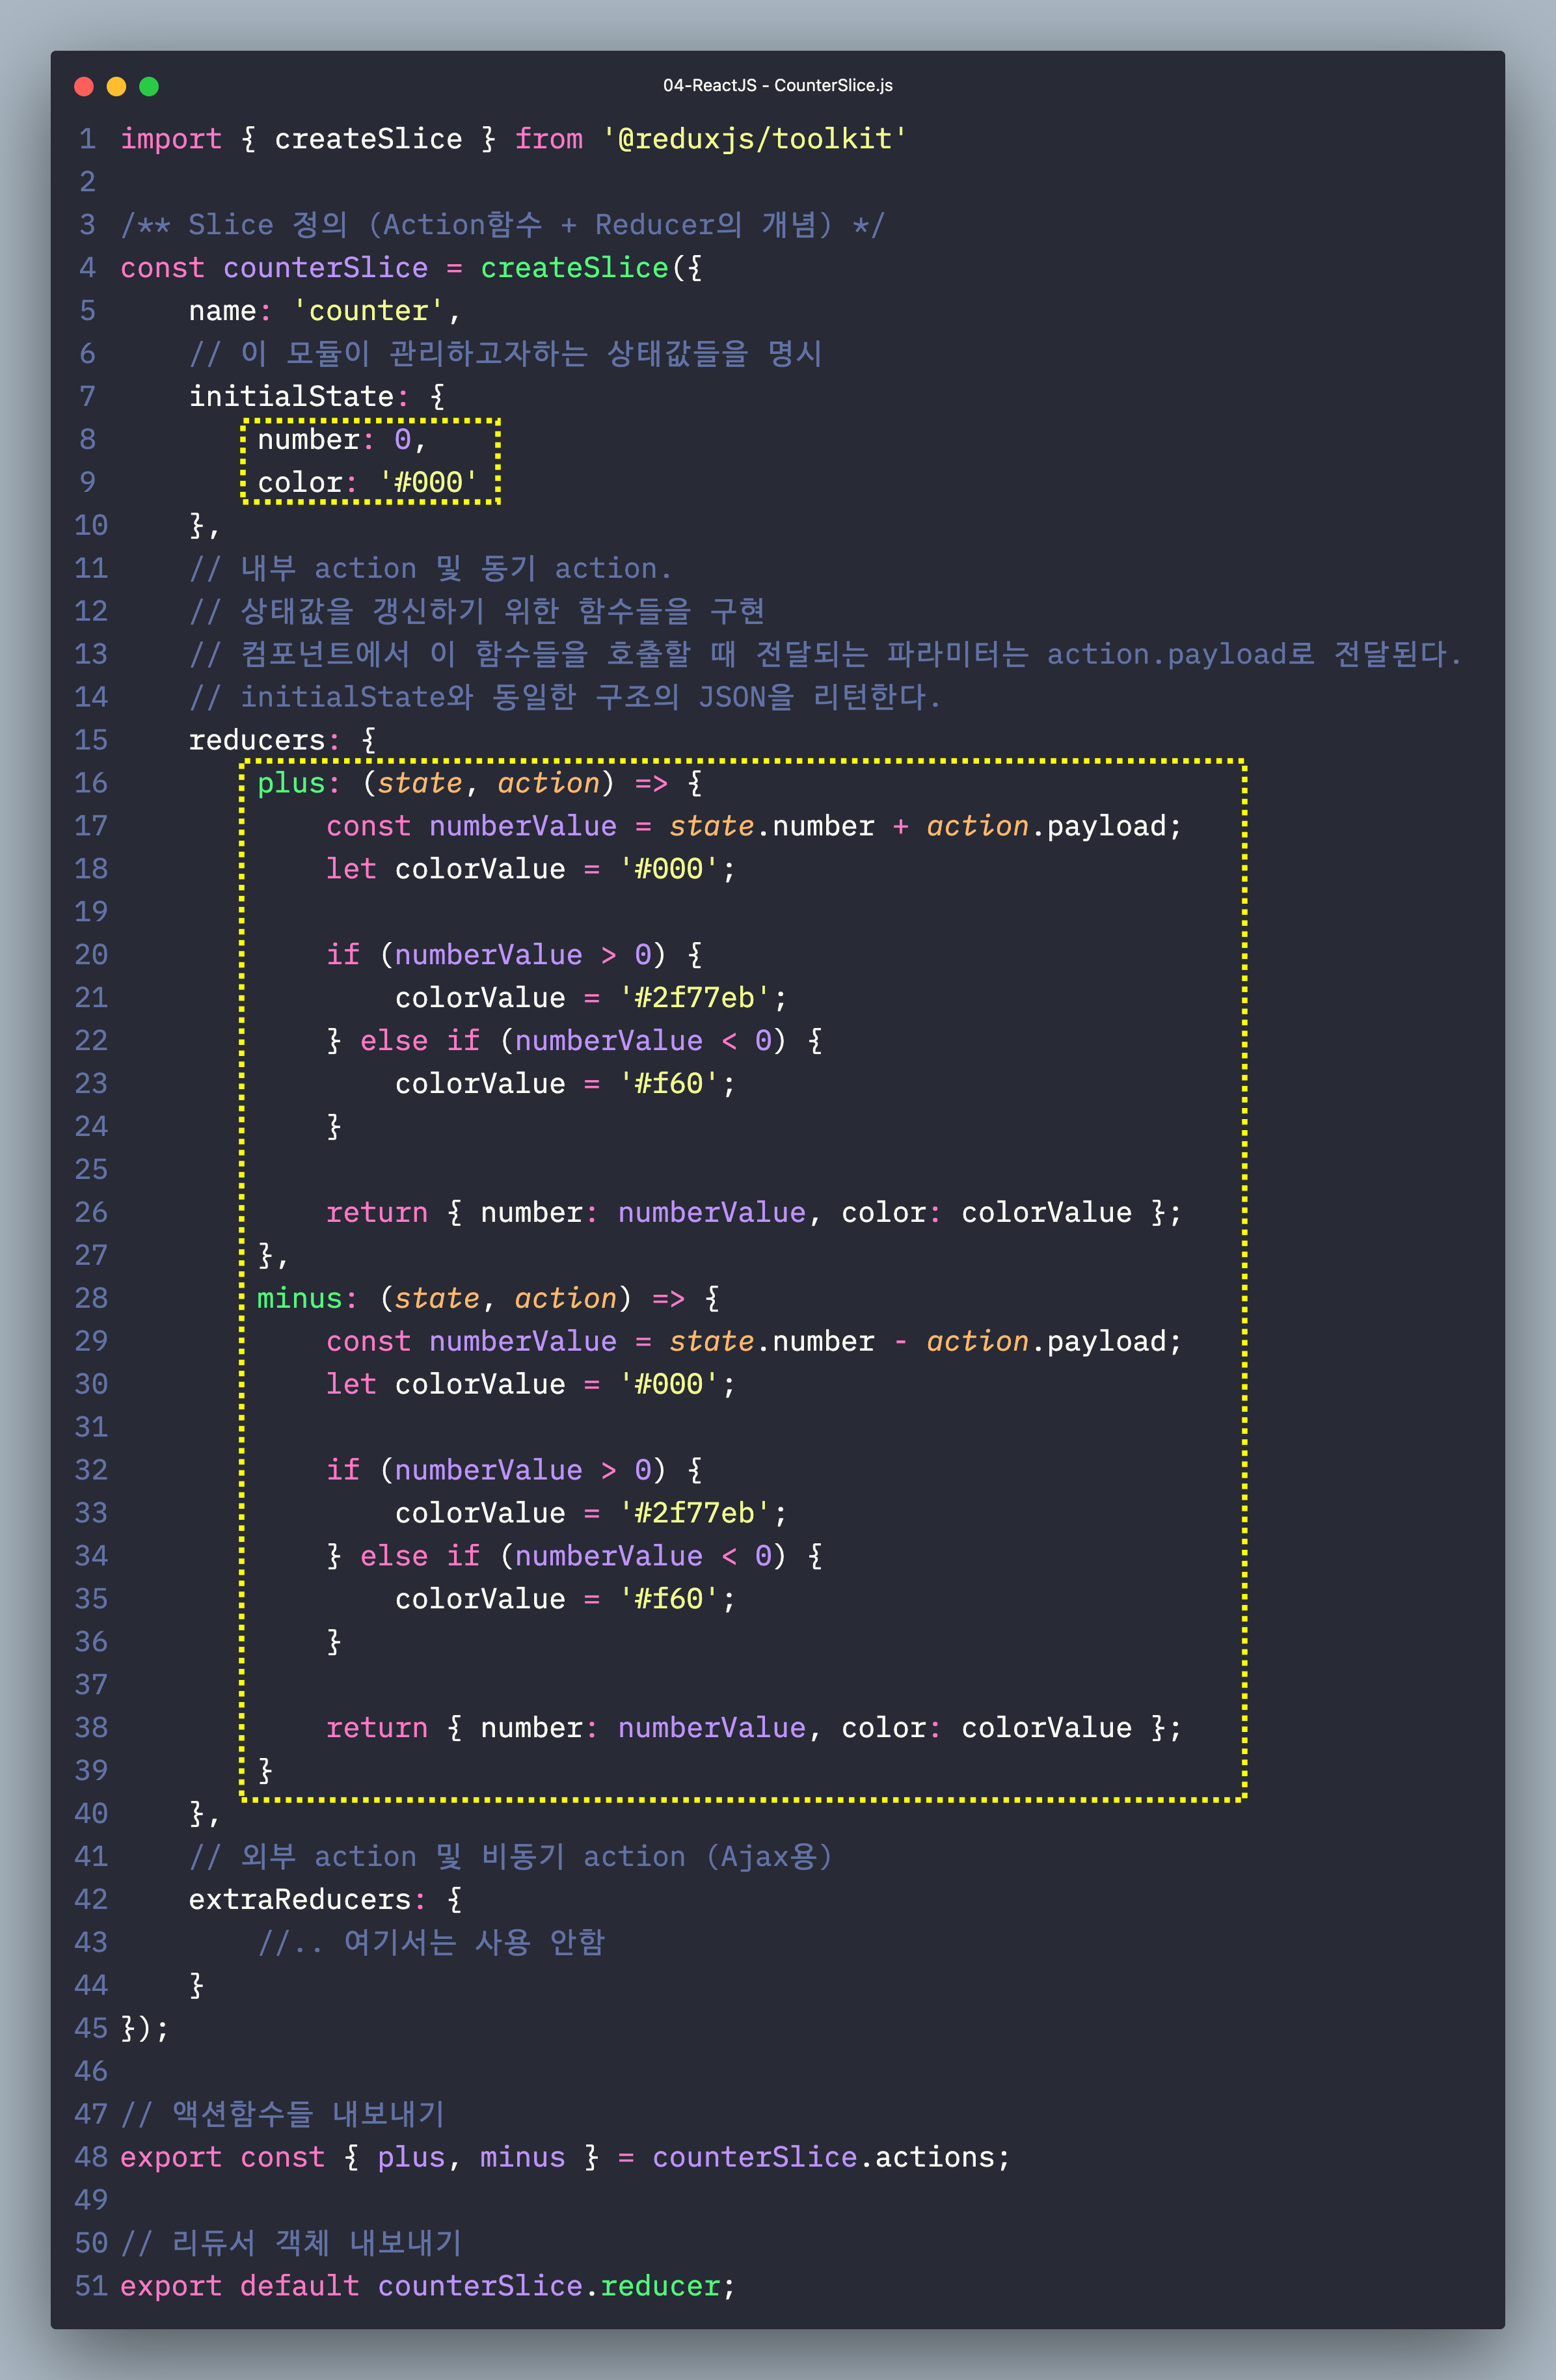 04-ReactJS - CounterSlice.js
1 import { createSlice } from '@reduxjs/toolkit'
2
3 /** Slice 정의 (Action함수 + Reducer의 개념) */
4 const counterSlice = createSlice({
5     name: 'counter',
6     // 이 모듈이 관리하고자하는 상태값들을 명시
7     initialState: {
8         number: 0,
9         color: '#000'
10     },
11     // 내부 action 및 동기 action.
12     // 상태값을 갱신하기 위한 함수들을 구현
13     // 컴포넌트에서 이 함수들을 호출할 때 전달되는 파라미터는 action.payload로 전달된다.
14     // initialState와 동일한 구조의 JSON을 리턴한다.
15     reducers: {
16         plus: (state, action) => {
17             const numberValue = state.number + action.payload;
18             let colorValue = '#000';
19
20             if (numberValue > 0) {
21                 colorValue = '#2f77eb';
22             } else if (numberValue < 0) {
23                 colorValue = '#f60';
24             }
25
26             return { number: numberValue, color: colorValue };
27         },
28         minus: (state, action) => {
29             const numberValue = state.number - action.payload;
30             let colorValue = '#000';
31
32             if (numberValue > 0) {
33                 colorValue = '#2f77eb';
34             } else if (numberValue < 0) {
35                 colorValue = '#f60';
36             }
37
38             return { number: numberValue, color: colorValue };
39         }
40     },
41     // 외부 action 및 비동기 action (Ajax용)
42     extraReducers: {
43         //.. 여기서는 사용 안함
44     }
45 });
46
47 // 액션함수들 내보내기
48 export const { plus, minus } = counterSlice.actions;
49
50 // 리듀서 객체 내보내기
51 export default counterSlice.reducer;